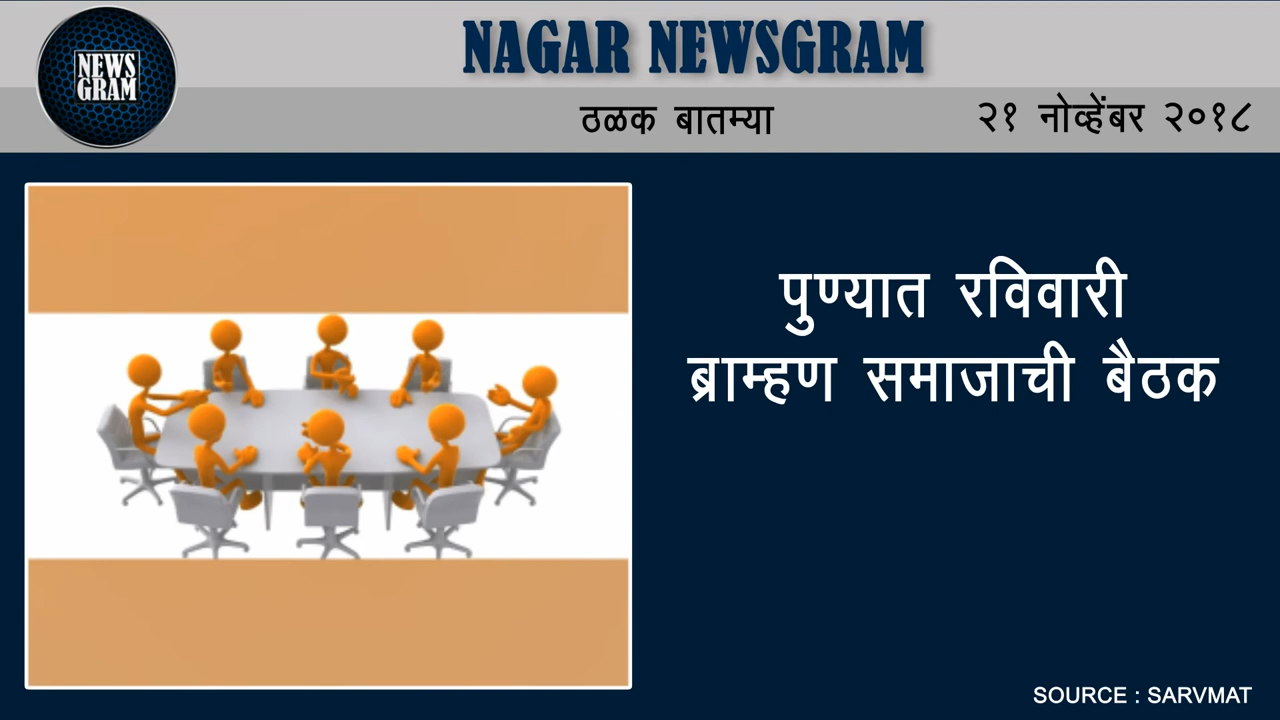 NEWS
GRAM
NAGAR NEWSGRAM
ठळक बातम्या
२१ नोव्हेंबर २०१८
पुण्यात रविवारी
ब्राम्हण समाजाची बैठक
SOURCE : SARVMAT